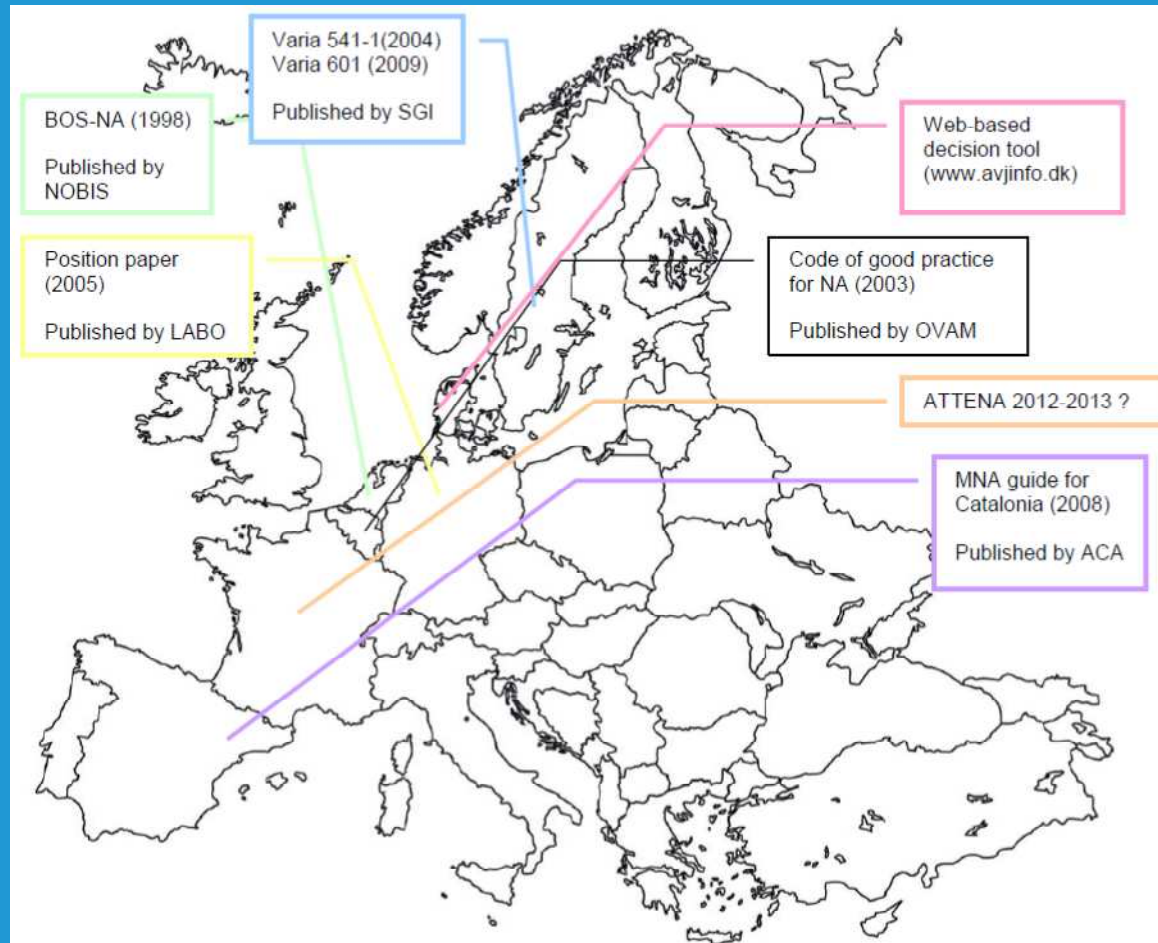 Varia 541-1(2004)
Varia 601 (2009)
Published by SGI
BOS-NA (1998)
Published by
NOBIS
Web-based
decision tool
(www.avjinfo.dk)
Position paper
(2005)
Published by LABO
Code of good practice
for NA (2003)
Published by OVAM
ATTENA 2012-2013 ?
MNA guide for
Catalonia (2008)
Published by ACA